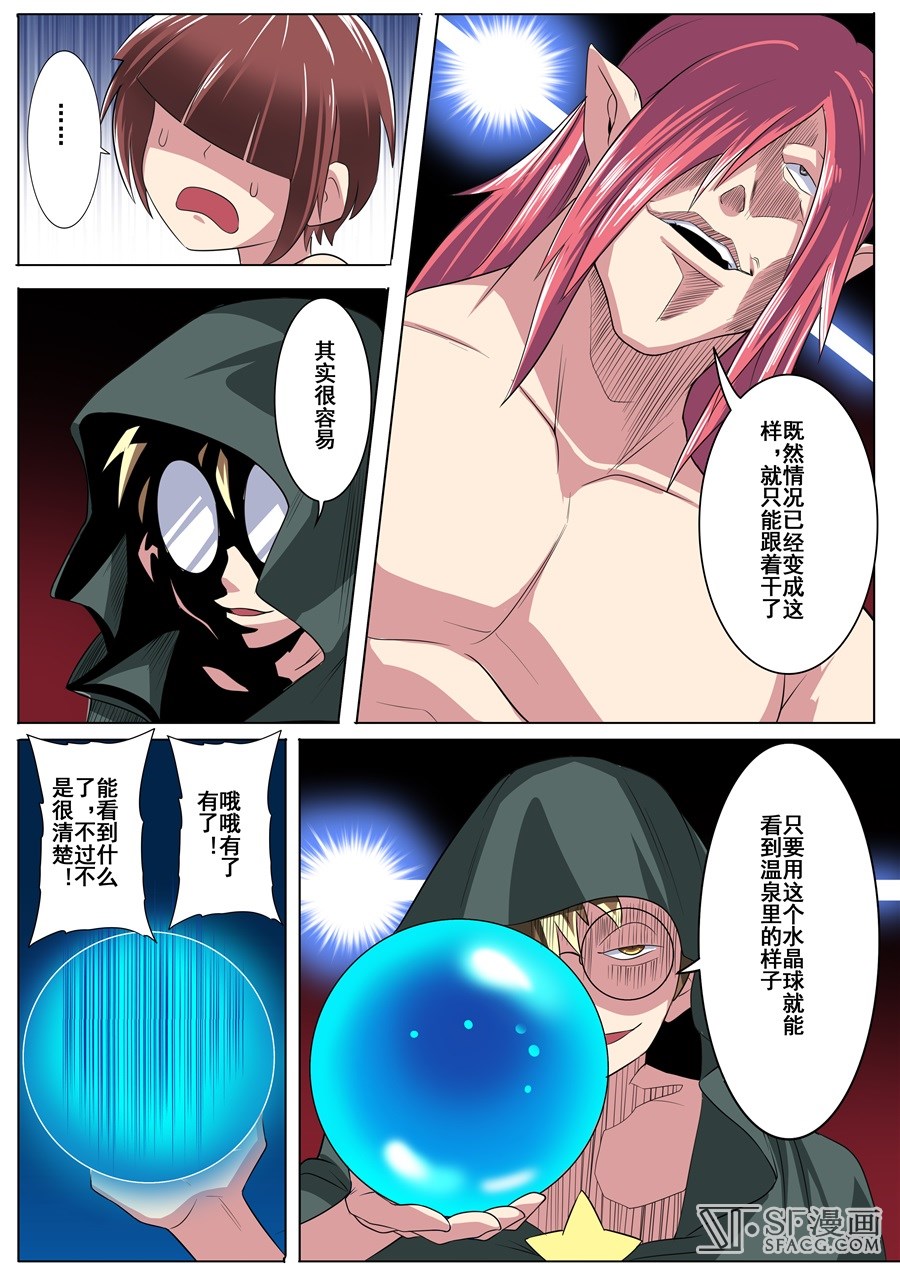 既然情况已经变成这
样，就只能跟着干了
……
其实很容易
只要用这个水晶球就能
看到温泉里的样子
哦哦有了
有了！
能看到什么
了，不过不
是很清楚！
SF漫画
SFACG.COM